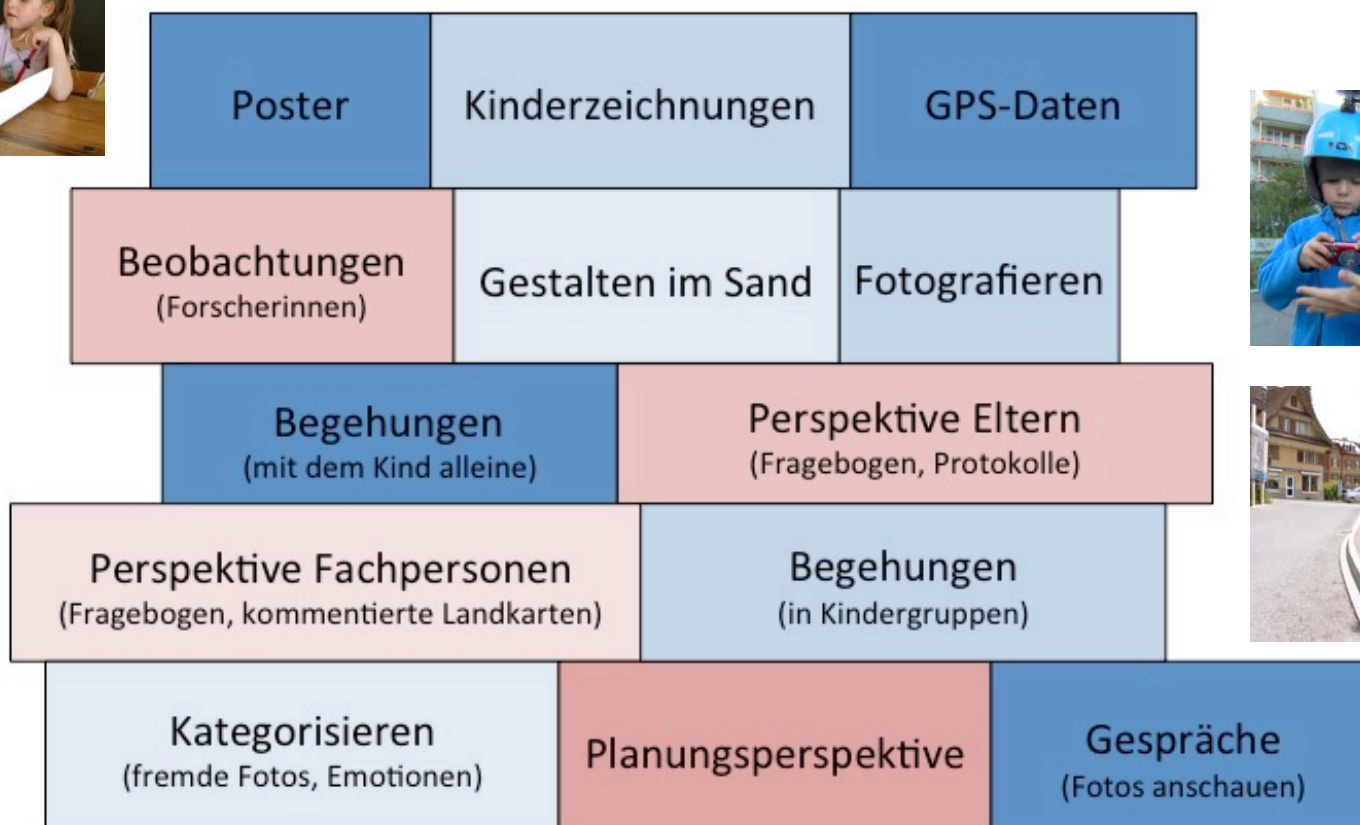 Poster
Kinderzeichnungen
GPS-Daten
Beobachtungen
(Forscherinnen)
Gestalten im Sand
Fotografieren
Begehungen
(mit dem Kind alleine)
Perspektive Eltern
(Fragebogen, Protokolle)
Perspektive Fachpersonen
(Fragebogen, kommentierte Landkarten)
Begehungen
(in Kindergruppen)
Kategorisieren
(fremde Fotos, Emotionen)
Planungsperspektive
Gespräche
(Fotos anschauen)